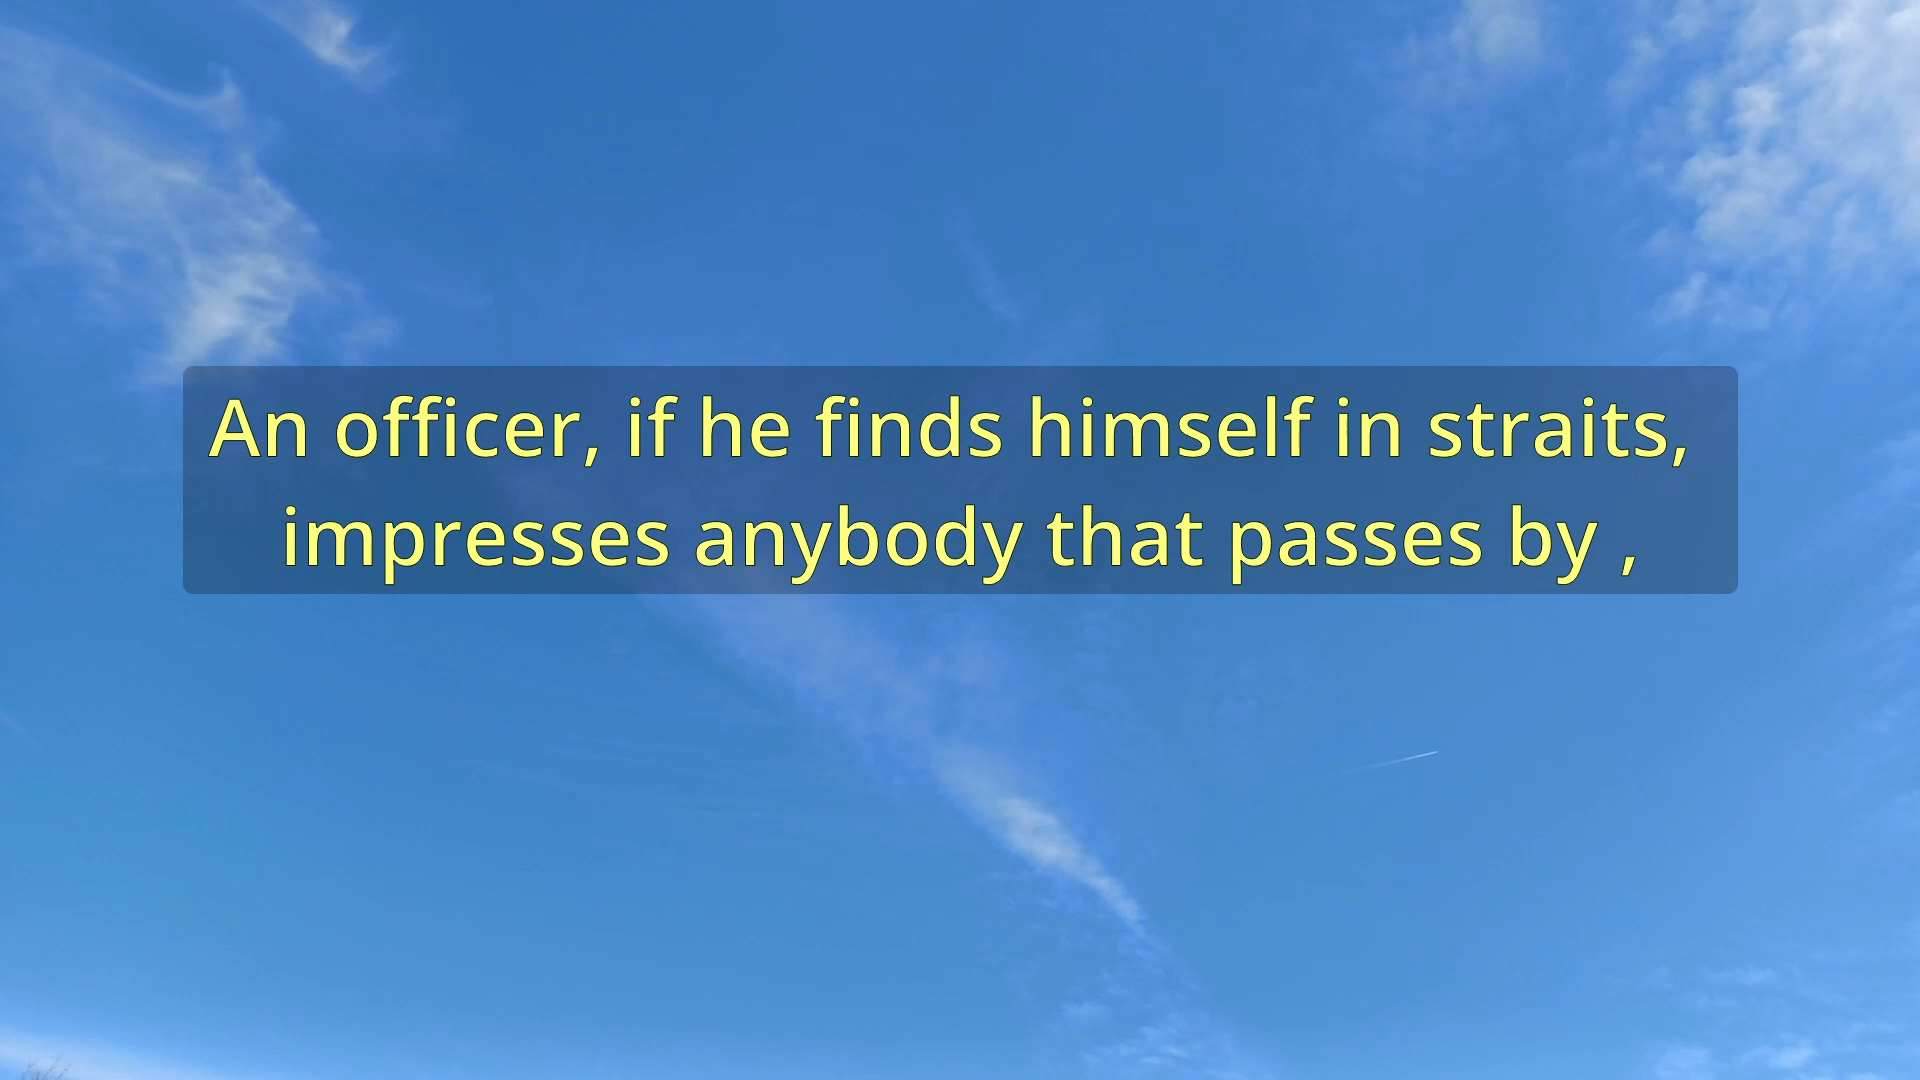 An officer, if he finds himself in straits,
impresses anybody that passes by ,